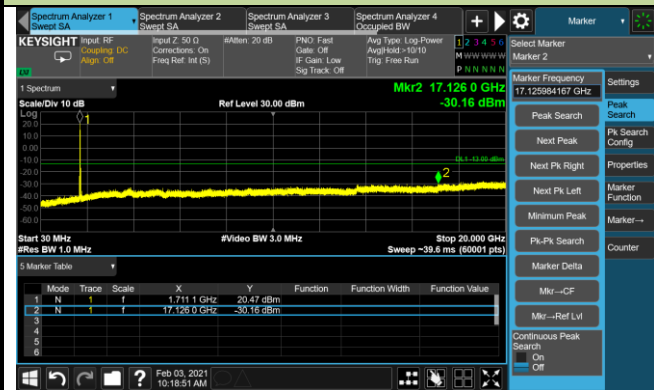 Spectrum Analyzer 1
Swept SA
Spectrum Analyzer 2
Swept SA
Spectrum Analyzer 3
Swept SA
Spectrum Analyzer 4
Occupied BW
+
Marker
KEYSIGHT
Input: RF
Coupling: DC
Align: Off
Input Z: 50 Ω
Corrections: On
Freq Ref: Int (S)
#Atten: 20 dB
PNO: Fast
Gate: Off
IF Gain: Low
Sig Track: Off
Avg Type: Log-Power
Avg|Hold:>10/10
Trig: Free Run
1 2 3 4 5 6
M W W W W W
P N N N N N
LXI
Select Marker
Marker 2
1 Spectrum
Mkr2 17.126 0 GHz
-30.16 dBm
Scale/Div 10 dB
Ref Level 30.00 dBm
Log
20.0
10.0
0.00
-10.0
-20.0
-30.0
-40.0
-50.0
-60.0
1
2
DL1 -13.00 dBm
Start 30 MHz
#Res BW 1.0 MHz
#Video BW 3.0 MHz
Stop 20.000 GHz
Sweep ~39.6 ms (60001 pts)
Marker Frequency
17.125984167 GHz
Peak Search
Next Peak
Next Pk Right
Next Pk Left
Minimum Peak
Pk-Pk Search
Marker Delta
Mkr→CF
Mkr→Ref Lvl
Continuous Peak
Search
On
Off
Settings
Peak
Search
Pk Search
Config
Properties
Marker
Function
Marker→
Counter
5 Marker Table
Mode Trace Scale X Y Function Function Width Function Value
1 N 1 f 1.711 1 GHz 20.47 dBm
2 N 1 f 17.126 0 GHz -30.16 dBm
3
4
5
6
?
Feb 03, 2021
10:18:51 AM